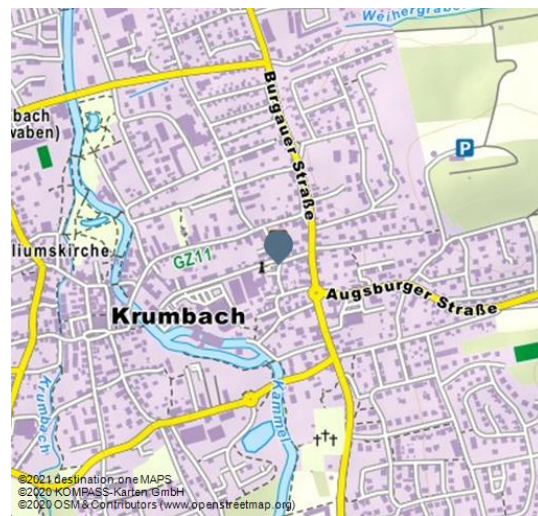 Weihergraben
bach
waben)
Burgauer Straße
P
liumskirche
GZ11
1
Augsburger Straße
Krumbach
Krumbach
Kammel
©2021 destination.one MAPS
©2020 KOMPASS-Karten GmbH
©2020 OSM & Contributors (www.openstreetmap.org)